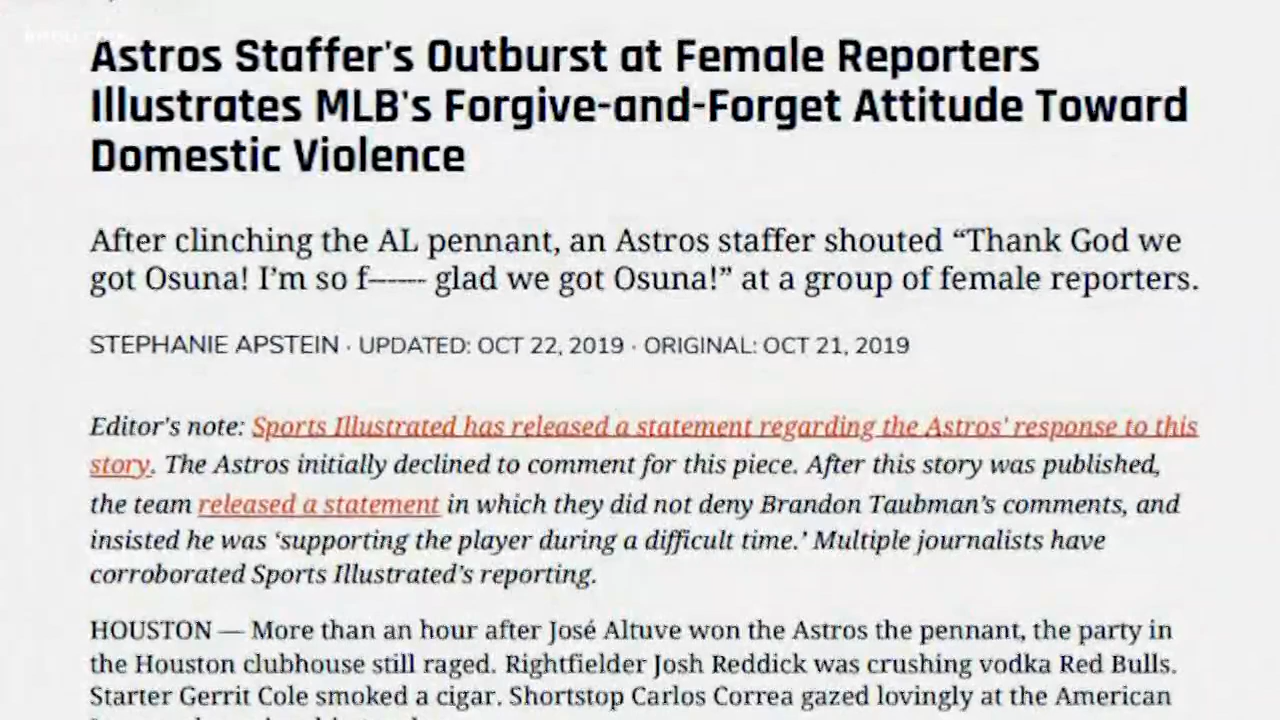 Astros Staffer's Outburst at Female Reporters
Illustrates MLB's Forgive-and-Forget Attitude Toward
Domestic Violence
After clinching the AL pennant, an Astros staffer shouted “Thank God we
got Osuna! I’m so f—— glad we got Osuna!” at a group of female reporters.
STEPHANIE APSTEIN · UPDATED: OCT 22, 2019 · ORIGINAL: OCT 21, 2019
Editor’s note: Sports Illustrated has released a statement regarding the Astros’ response to this
story. The Astros initially declined to comment for this piece. After this story was published,
the team released a statement in which they did not deny Brandon Taubman’s comments, and
insisted he was ‘supporting the player during a difficult time.’ Multiple journalists have
corroborated Sports Illustrated’s reporting.
HOUSTON — More than an hour after José Altuve won the Astros the pennant, the party in
the Houston clubhouse still raged. Rightfielder Josh Reddick was crushing vodka Red Bulls.
Starter Gerrit Cole smoked a cigar. Shortstop Carlos Correa gazed lovingly at the American